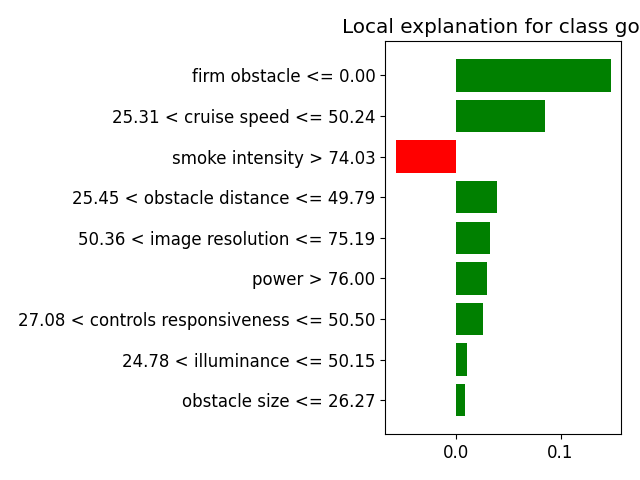 Local explanation for class go
firm obstacle <= 0.00
25.31 < cruise speed <= 50.24
smoke intensity > 74.03
25.45 < obstacle distance <= 49.79
50.36 < image resolution <= 75.19
power > 76.00
27.08 < controls responsiveness <= 50.50
24.78 < illuminance <= 50.15
obstacle size <= 26.27
0.0 0.1